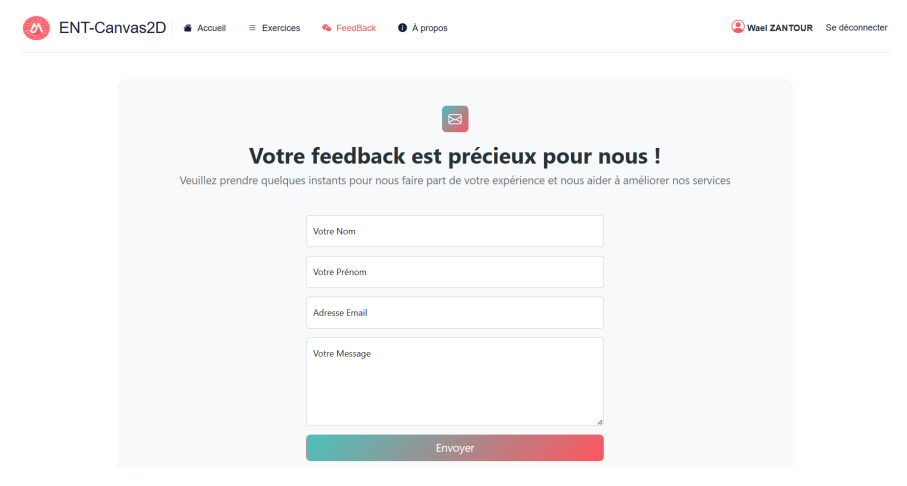 ENT-Canvas2D Accueil Exercices FeedBack À propos Wael ZANTOUR Se déconnecter
Votre feedback est précieux pour nous !
Veuillez prendre quelques instants pour nous faire part de votre expérience et nous aider à améliorer nos services
Votre Nom
Votre Prénom
Adresse Email
Votre Message
Envoyer